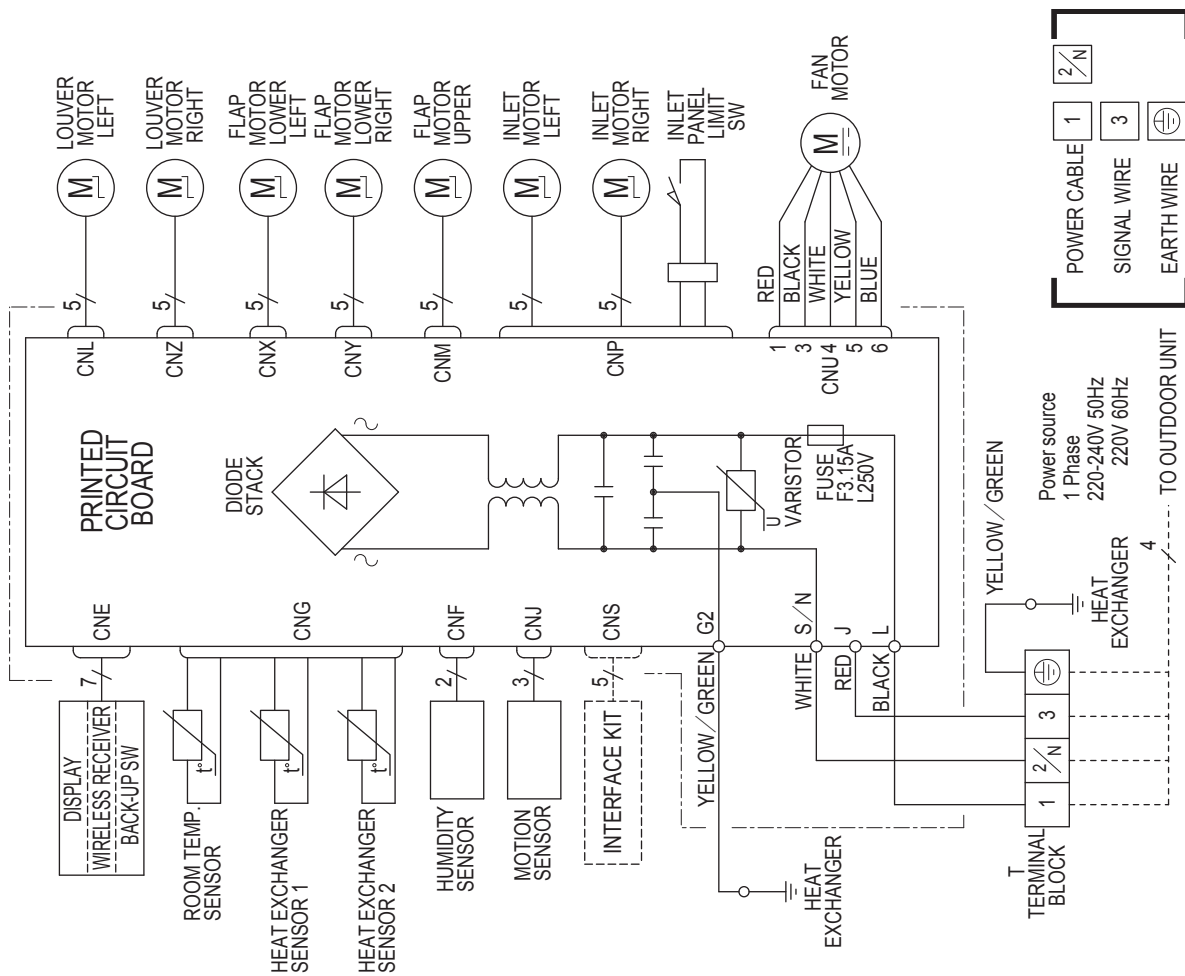 PRINTED
CIRCUIT
BOARD
DIODE
STACK
VARISTOR
U
FUSE
F3.15A
L250V
CNE
CNG
CNF
CNJ
CNS
G2
S/N
J
L
CNL
CNZ
CNX
CNY
CNM
CNP
CNU
1
3
4
5
6
7
2
3
5
5
5
5
5
5
5
5
LOUVER
MOTOR
LEFT
M
LOUVER
MOTOR
RIGHT
M
FLAP
MOTOR
LOWER
LEFT
M
FLAP
MOTOR
LOWER
RIGHT
M
FLAP
MOTOR
UPPER
M
INLET
MOTOR
LEFT
M
INLET
MOTOR
RIGHT
M
INLET
PANEL
LIMIT
SW
FAN
MOTOR
M
RED
BLACK
WHITE
YELLOW
BLUE
DISPLAY
WIRELESS RECEIVER
BACK-UP SW
ROOM TEMP.
SENSOR
t°
HEAT EXCHANGER
SENSOR 1
t°
HEAT EXCHANGER
SENSOR 2
t°
HUMIDITY
SENSOR
MOTION
SENSOR
INTERFACE KIT
YELLOW/GREEN
WHITE
RED
BLACK
HEAT
EXCHANGER
T
TERMINAL
BLOCK
1
2/N
3
YELLOW/GREEN
HEAT
EXCHANGER
4
TO OUTDOOR UNIT
Power source
1 Phase
220-240V 50Hz
220V 60Hz
POWER CABLE 1 2/N
SIGNAL WIRE 3
EARTH WIRE